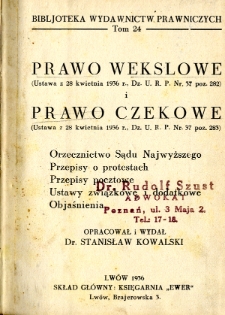 BIBLJOTEKA WYDAWNICTW PRAWNICZYCH
Tom 24
PRAWO WEKSLOWE
(Ustawa z 28 kwietnia 1936 r., Dz. U. R. P. Nr. 37 poz. 282)
i
PRAWO CZEKOWE
(Ustawa z 28 kwietnia 1936 r., Dz. U. R. P. Nr. 37 poz. 283)
Orzecznictwo Sądu Najwyższego
Przepisy o protestach
Przepisy pocztowe
Ustawy związkowe i dodatkowe
Objaśnienia
Dr. Rudolf Szust
ADWOKAT
Poznań, ul. 3 Maja 2.
Tel: 17-18.
OPRACOWAŁ i WYDAŁ
Dr. STANISŁAW KOWALSKI
LWÓW 1936
SKŁAD GŁÓWNY: KSIĘGARNIA „EWER"
Lwów, Brajerowska 3.